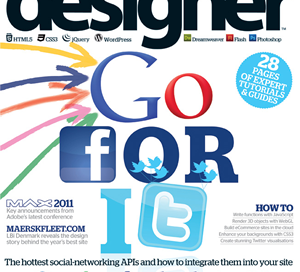 designer
HTML5 CSS3 jQuery WordPress Dreamweaver Flash Photoshop
28
PAGES OF EXPERT
TUTORIALS
& GUIDES
Go
fOR
It
MAX 2011
Key announcements from
Adobe's latest conference
MAERSKFLEET.COM
LBi Denmark reveals the design
story behind the year's best site
HOW TO
Write functions with JavaScript
Render 3D objects with WebGL
Build eCommerce sites in the cloud
Enhance your backgrounds with CSS3
Create stunning Twitter visualisations
The hottest social-networking APIs and how to integrate them into your site